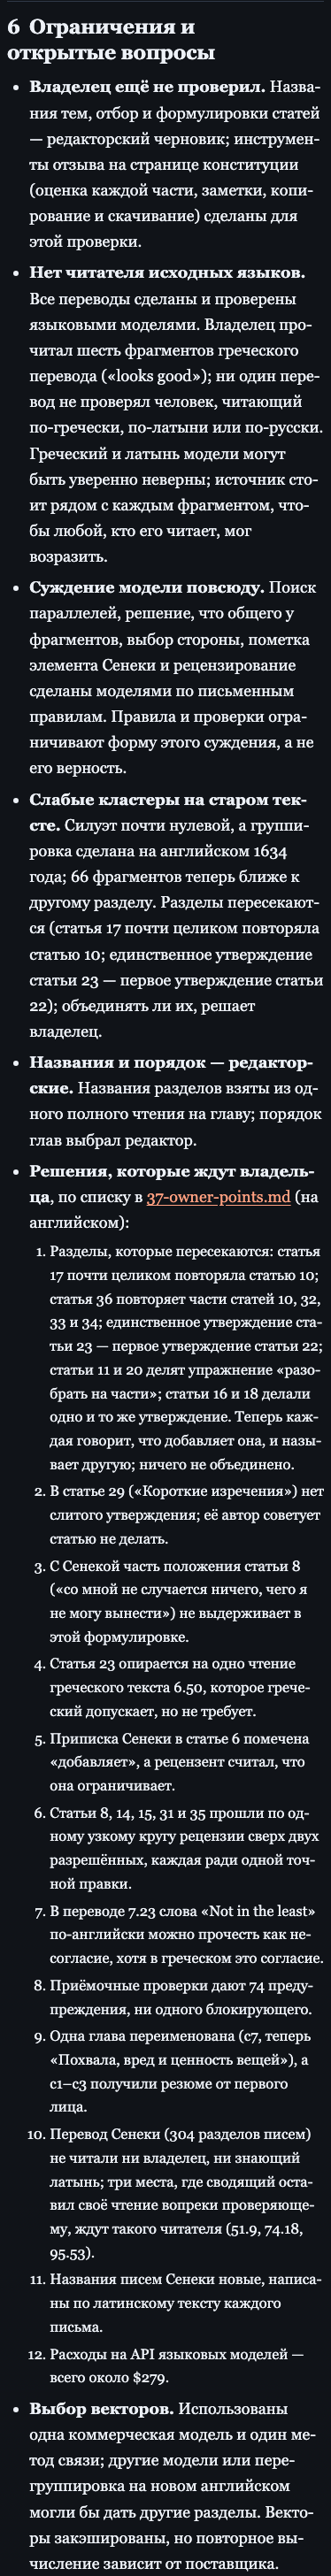 6 Ограничения и
открытые вопросы
• Владелец ещё не проверил. Назва-
ния тем, отбор и формулировки статей
— редакторский черновик; инструмен-
ты отзыва на странице конституции
(оценка каждой части, заметки, копи-
рование и скачивание) сделаны для
этой проверки.
• Нет читателя исходных языков.
Все переводы сделаны и проверены
языковыми моделями. Владелец про-
читал шесть фрагментов греческого
перевода («looks good»); ни один пере-
вод не проверял человек, читающий
по-гречески, по-латыни или по-русски.
Греческий и латынь модели могут
быть уверенно неверны; источник сто-
ит рядом с каждым фрагментом, что-
бы любой, кто его читает, мог
возразить.
• Суждение модели повсюду. Поиск
параллелей, решение, что общего у
фрагментов, выбор стороны, пометка
элемента Сенеки и рецензирование
сделаны моделями по письменным
правилам. Правила и проверки огра-
ничивают форму этого суждения, а не
его верность.
• Слабые кластеры на старом тек-
сте. Силуэт почти нулевой, а группи-
ровка сделана на английском 1634
года; 66 фрагментов теперь ближе к
другому разделу. Разделы пересекают-
ся (статья 17 почти целиком повторяла
статью 10; единственное утверждение
статьи 23 — первое утверждение статьи
22); объединять ли их, решает
владелец.
• Названия и порядок — редактор-
ские. Названия разделов взяты из од-
ного полного чтения на главу; порядок
глав выбрал редактор.
• Решения, которые ждут владель-
ца, по списку в 37-owner-points.md (на
английском):
1. Разделы, которые пересекаются: статья
17 почти целиком повторяла статью 10;
статья 36 повторяет части статей 10, 32,
33 и 34; единственное утверждение ста-
тьи 23 — первое утверждение статьи 22;
статьи 11 и 20 делят упражнение «разо-
брать на части»; статьи 16 и 18 делали
одно и то же утверждение. Теперь каж-
дая говорит, что добавляет она, и назы-
вает другую; ничего не объединено.
2. В статье 29 («Короткие изречения») нет
слитого утверждения; её автор советует
статью не делать.
3. С Сенекой часть положения статьи 8
(«со мной не случается ничего, чего я
не могу вынести») не выдерживает в
этой формулировке.
4. Статья 23 опирается на одно чтение
греческого текста 6.50, которое грече-
ский допускает, но не требует.
5. Приписка Сенеки в статье 6 помечена
«добавляет», а рецензент считал, что
она ограничивает.
6. Статьи 8, 14, 15, 31 и 35 прошли по од-
ному узкому кругу рецензии сверх двух
разрешённых, каждая ради одной точ-
ной правки.
7. В переводе 7.23 слова «Not in the least»
по-английски можно прочесть как не-
согласие, хотя в греческом это согласие.
8. Приёмочные проверки дают 74 преду-
преждения, ни одного блокирующего.
9. Одна глава переименована (c7, теперь
«Похвала, вред и ценность вещей»), а
c1–c3 получили резюме от первого
лица.
10. Перевод Сенеки (304 разделов писем)
не читали ни владелец, ни знающий
латынь; три места, где сводящий оста-
вил своё чтение вопреки проверяюще-
му, ждут такого читателя (51.9, 74.18,
95.53).
11. Названия писем Сенеки новые, написа-
ны по латинскому тексту каждого
письма.
12. Расходы на API языковых моделей —
всего около $279.
• Выбор векторов. Использованы
одна коммерческая модель и один ме-
тод связи; другие модели или пере-
группировка на новом английском
могли бы дать другие разделы. Векто-
ры закэшированы, но повторное вы-
числение зависит от поставщика.